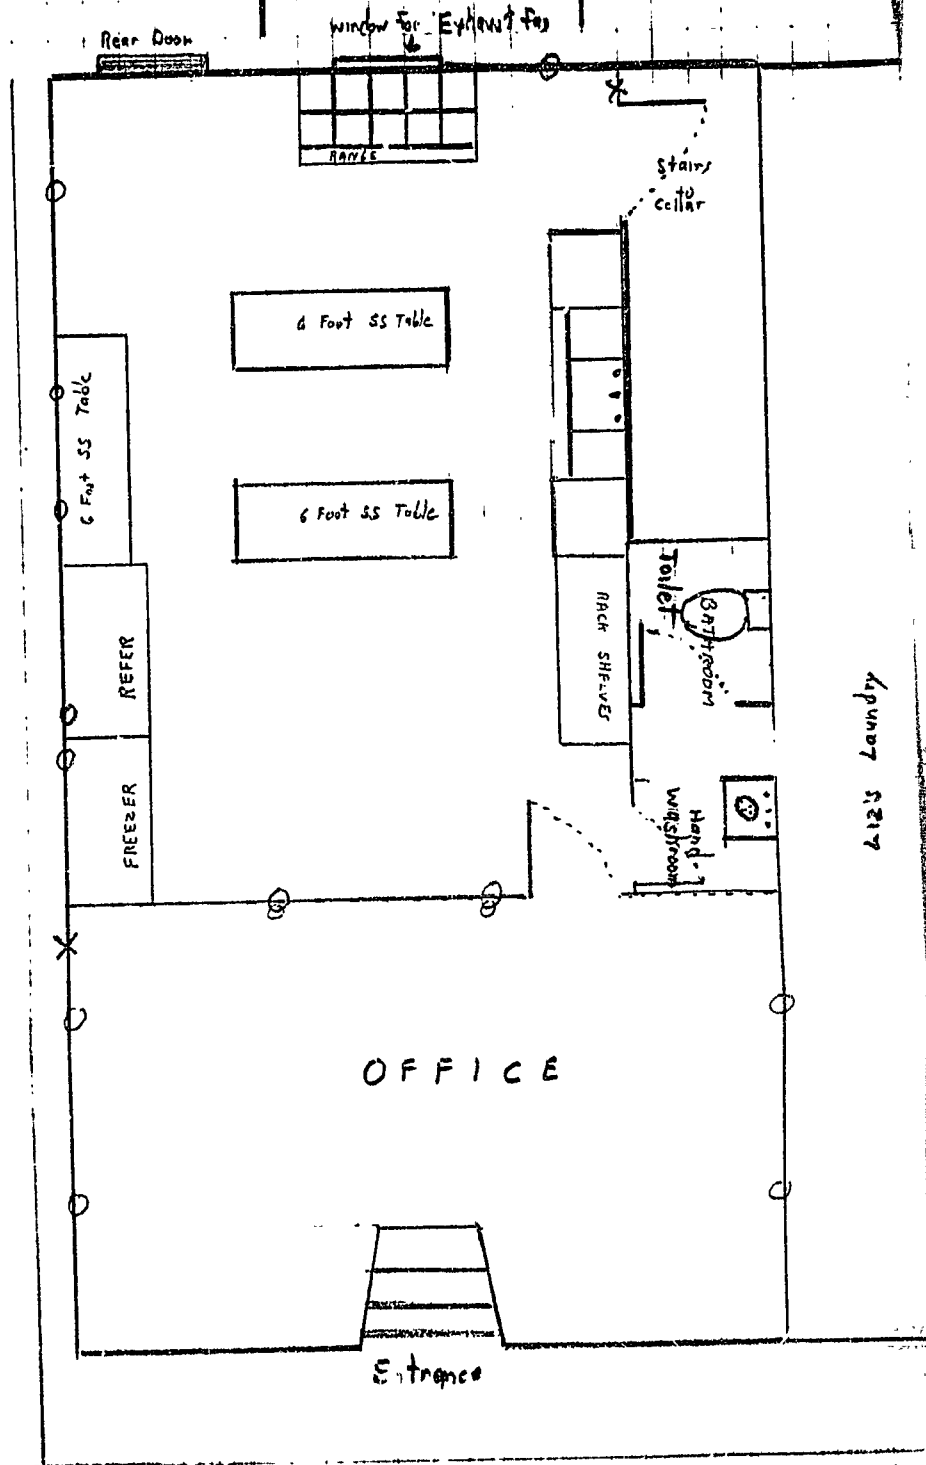 Window For Exhaust Fan
Rear Door
RANGE
Stairs
to
Cellar
6 Foot SS Table
6 Foot SS Table
6 Foot SS Table
Toilet
BATHROOM
RACK SHELVES
REFER
FREEZER
Hand
Washroom
Liz's Laundry
OFFICE
Entrance